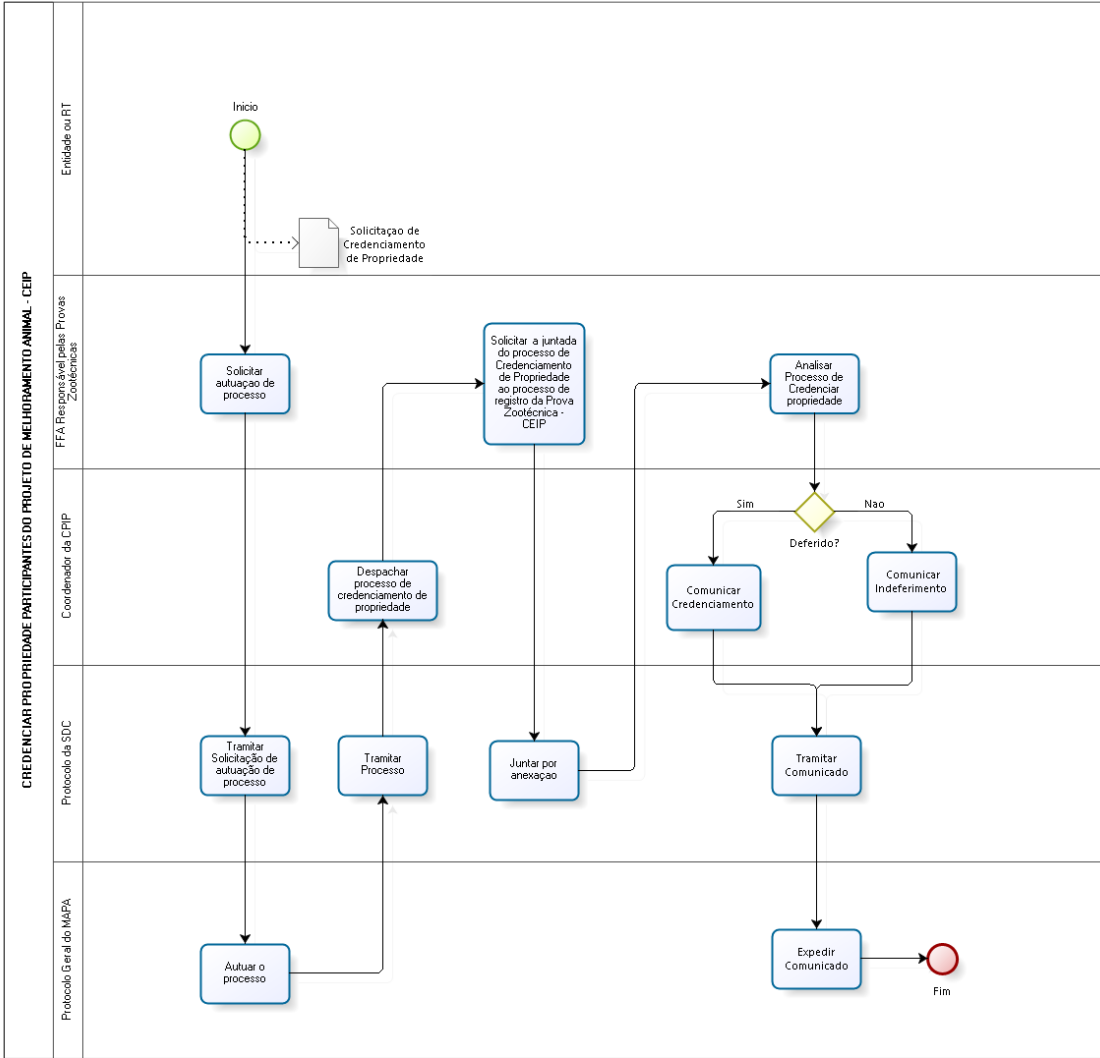 CREDENCIAR PROPRIEDADE PARTICIPANTES DO PROJETO DE MELHORAMENTO ANIMAL - CEIP
Entidade ou RT
Inicio
Solicitaçao de
Credenciamento
de Propriedade
FFA Responsável pelas Provas
Zootécnicas
Solicitar
autuaçao de
processo
Solicitar a juntada
do processo de
Credenciamento
de Propriedade
ao processo de
registro da Prova
Zootécnica -
CEIP
Analisar
Processo de
Credenciar
propriedade
Coordenador da CPIP
Despachar
processo de
credenciamento de
propriedade
Sim
Nao
Deferido?
Comunicar
Credenciamento
Comunicar
Indeferimento
Protocolo da SDC
Tramitar
Solicitação de
autuação de
processo
Tramitar
Processo
Juntar por
anexaçao
Tramitar
Comunicado
Protocolo Geral do MAPA
Autuar o
processo
Expedir
Comunicado
Fim